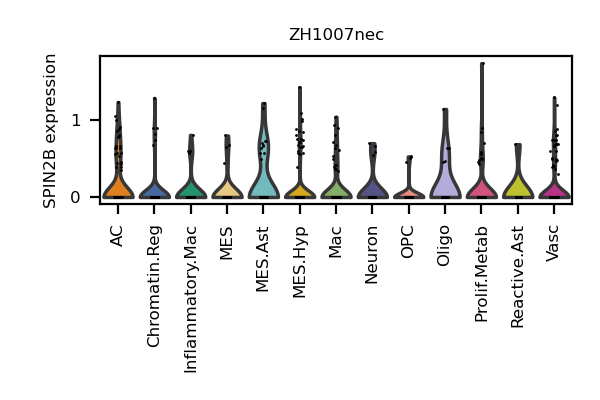 ZH1007nec
SPIN2B expression
1
0
AC
Chromatin.Reg
Inflammatory.Mac
MES
MES.Ast
MES.Hyp
Mac
Neuron
OPC
Oligo
Prolif.Metab
Reactive.Ast
Vasc